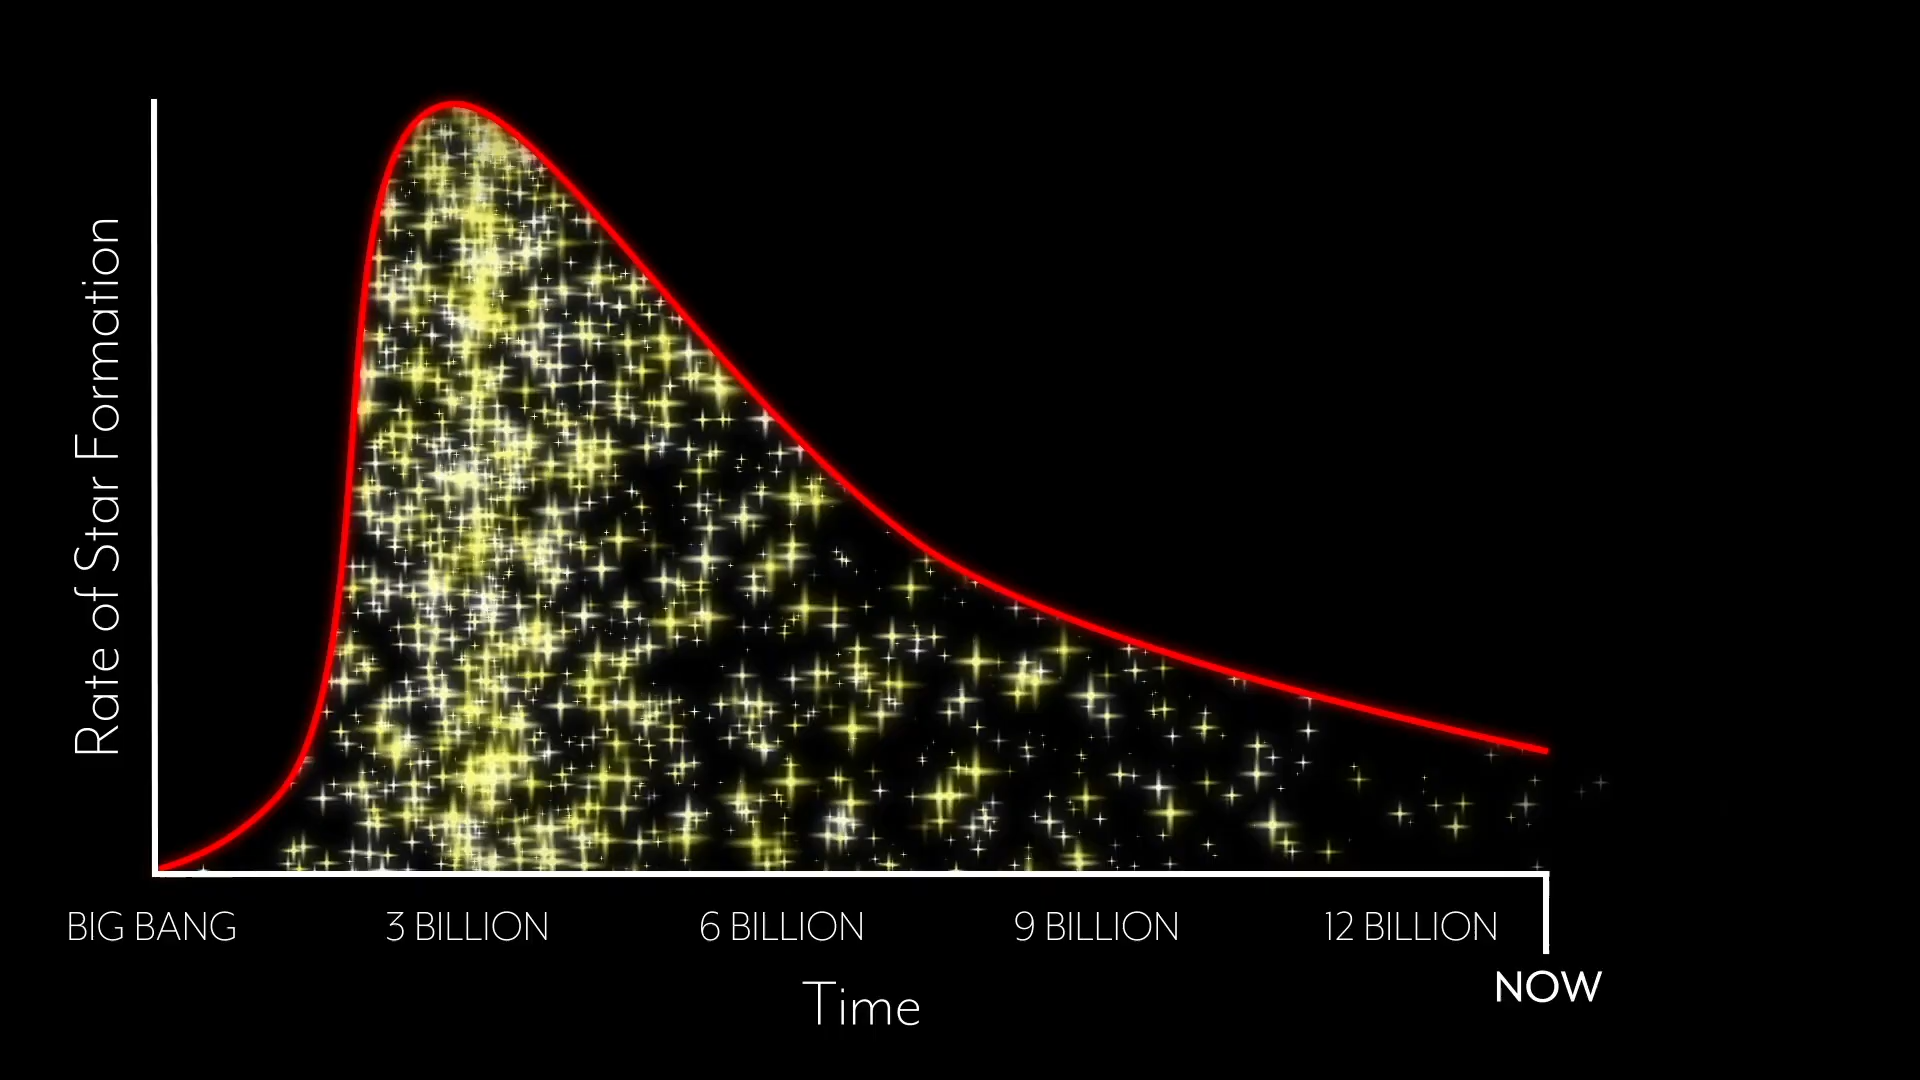 Rate of Star Formation
BIG BANG
3 BILLION
6 BILLION
9 BILLION
12 BILLION
NOW
Time